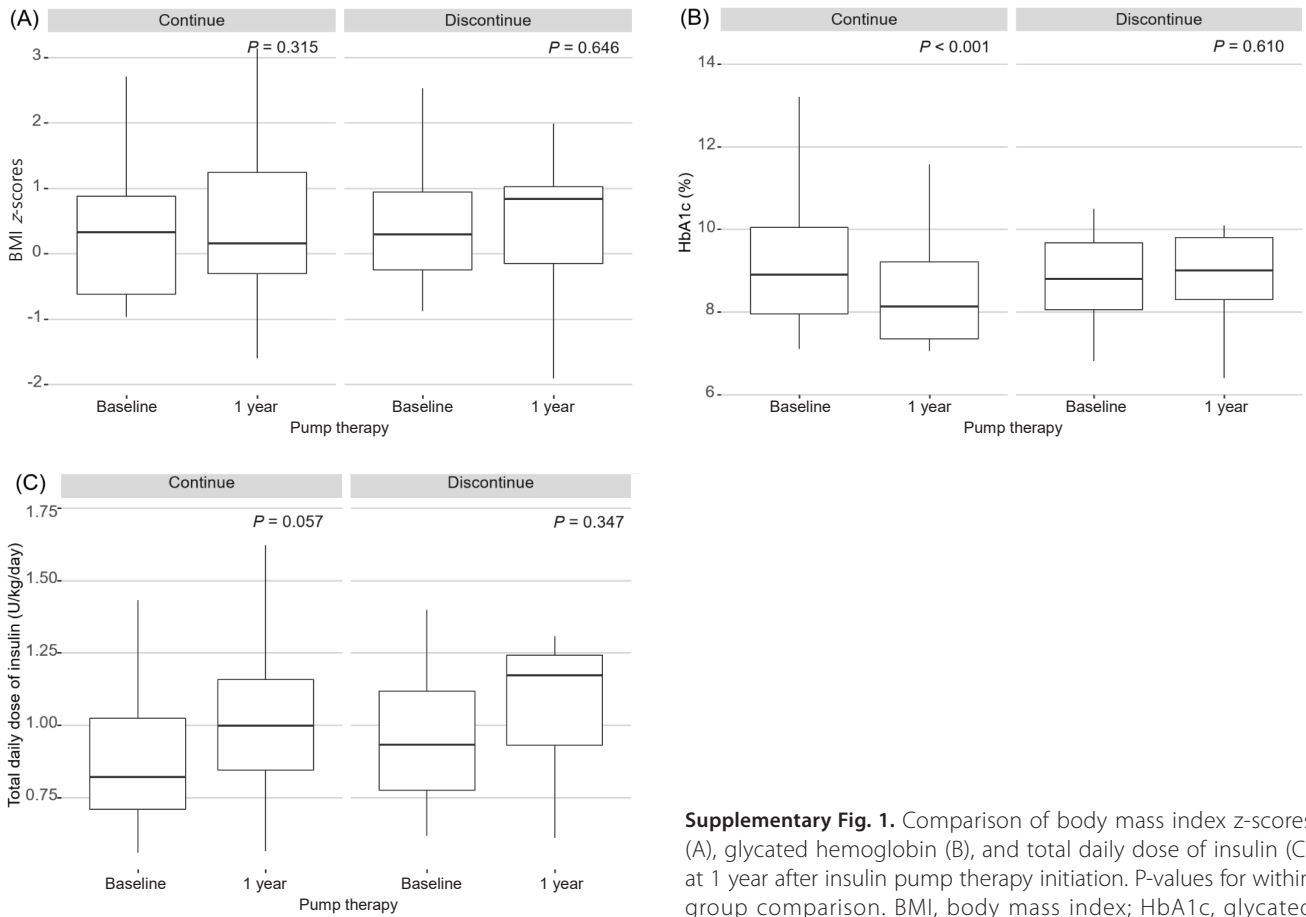 (A)
Continue
Discontinue
P = 0.315
P = 0.646
3
2
1
0
-1
-2
BMI z-scores
Baseline
1 year
Baseline
1 year
Pump therapy
(B)
Continue
Discontinue
P < 0.001
P = 0.610
14
12
10
8
6
HbA1c (%)
Baseline
1 year
Baseline
1 year
Pump therapy
(C)
Continue
Discontinue
P = 0.057
P = 0.347
1.75
1.50
1.25
1.00
0.75
Total daily dose of insulin (U/kg/day)
Baseline
1 year
Baseline
1 year
Pump therapy
Supplementary Fig. 1. Comparison of body mass index z-scores
(A), glycated hemoglobin (B), and total daily dose of insulin (C)
at 1 year after insulin pump therapy initiation. P-values for within
group comparison. BMI, body mass index; HbA1c, glycated